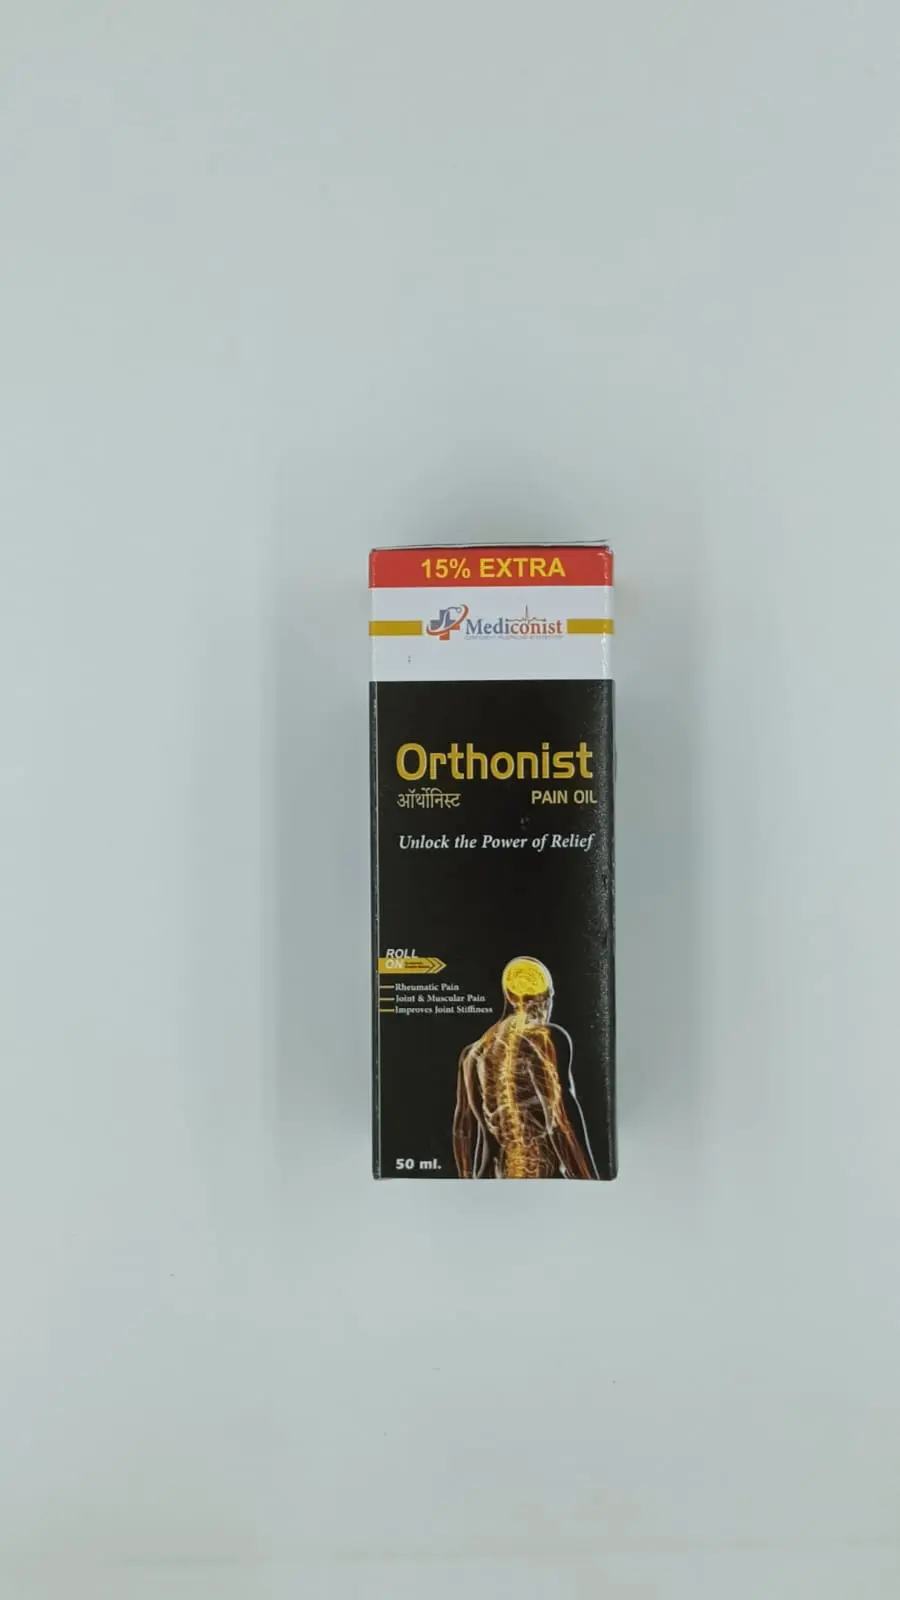 15% EXTRA
Mediconist
Orthonist
ऑर्थोनिस्ट PAIN OIL
Unlock the Power of Relief
ROLL
ON
Rheumatic Pain
Joint & Muscular Pain
Improves Joint Stiffiness
50 ml.